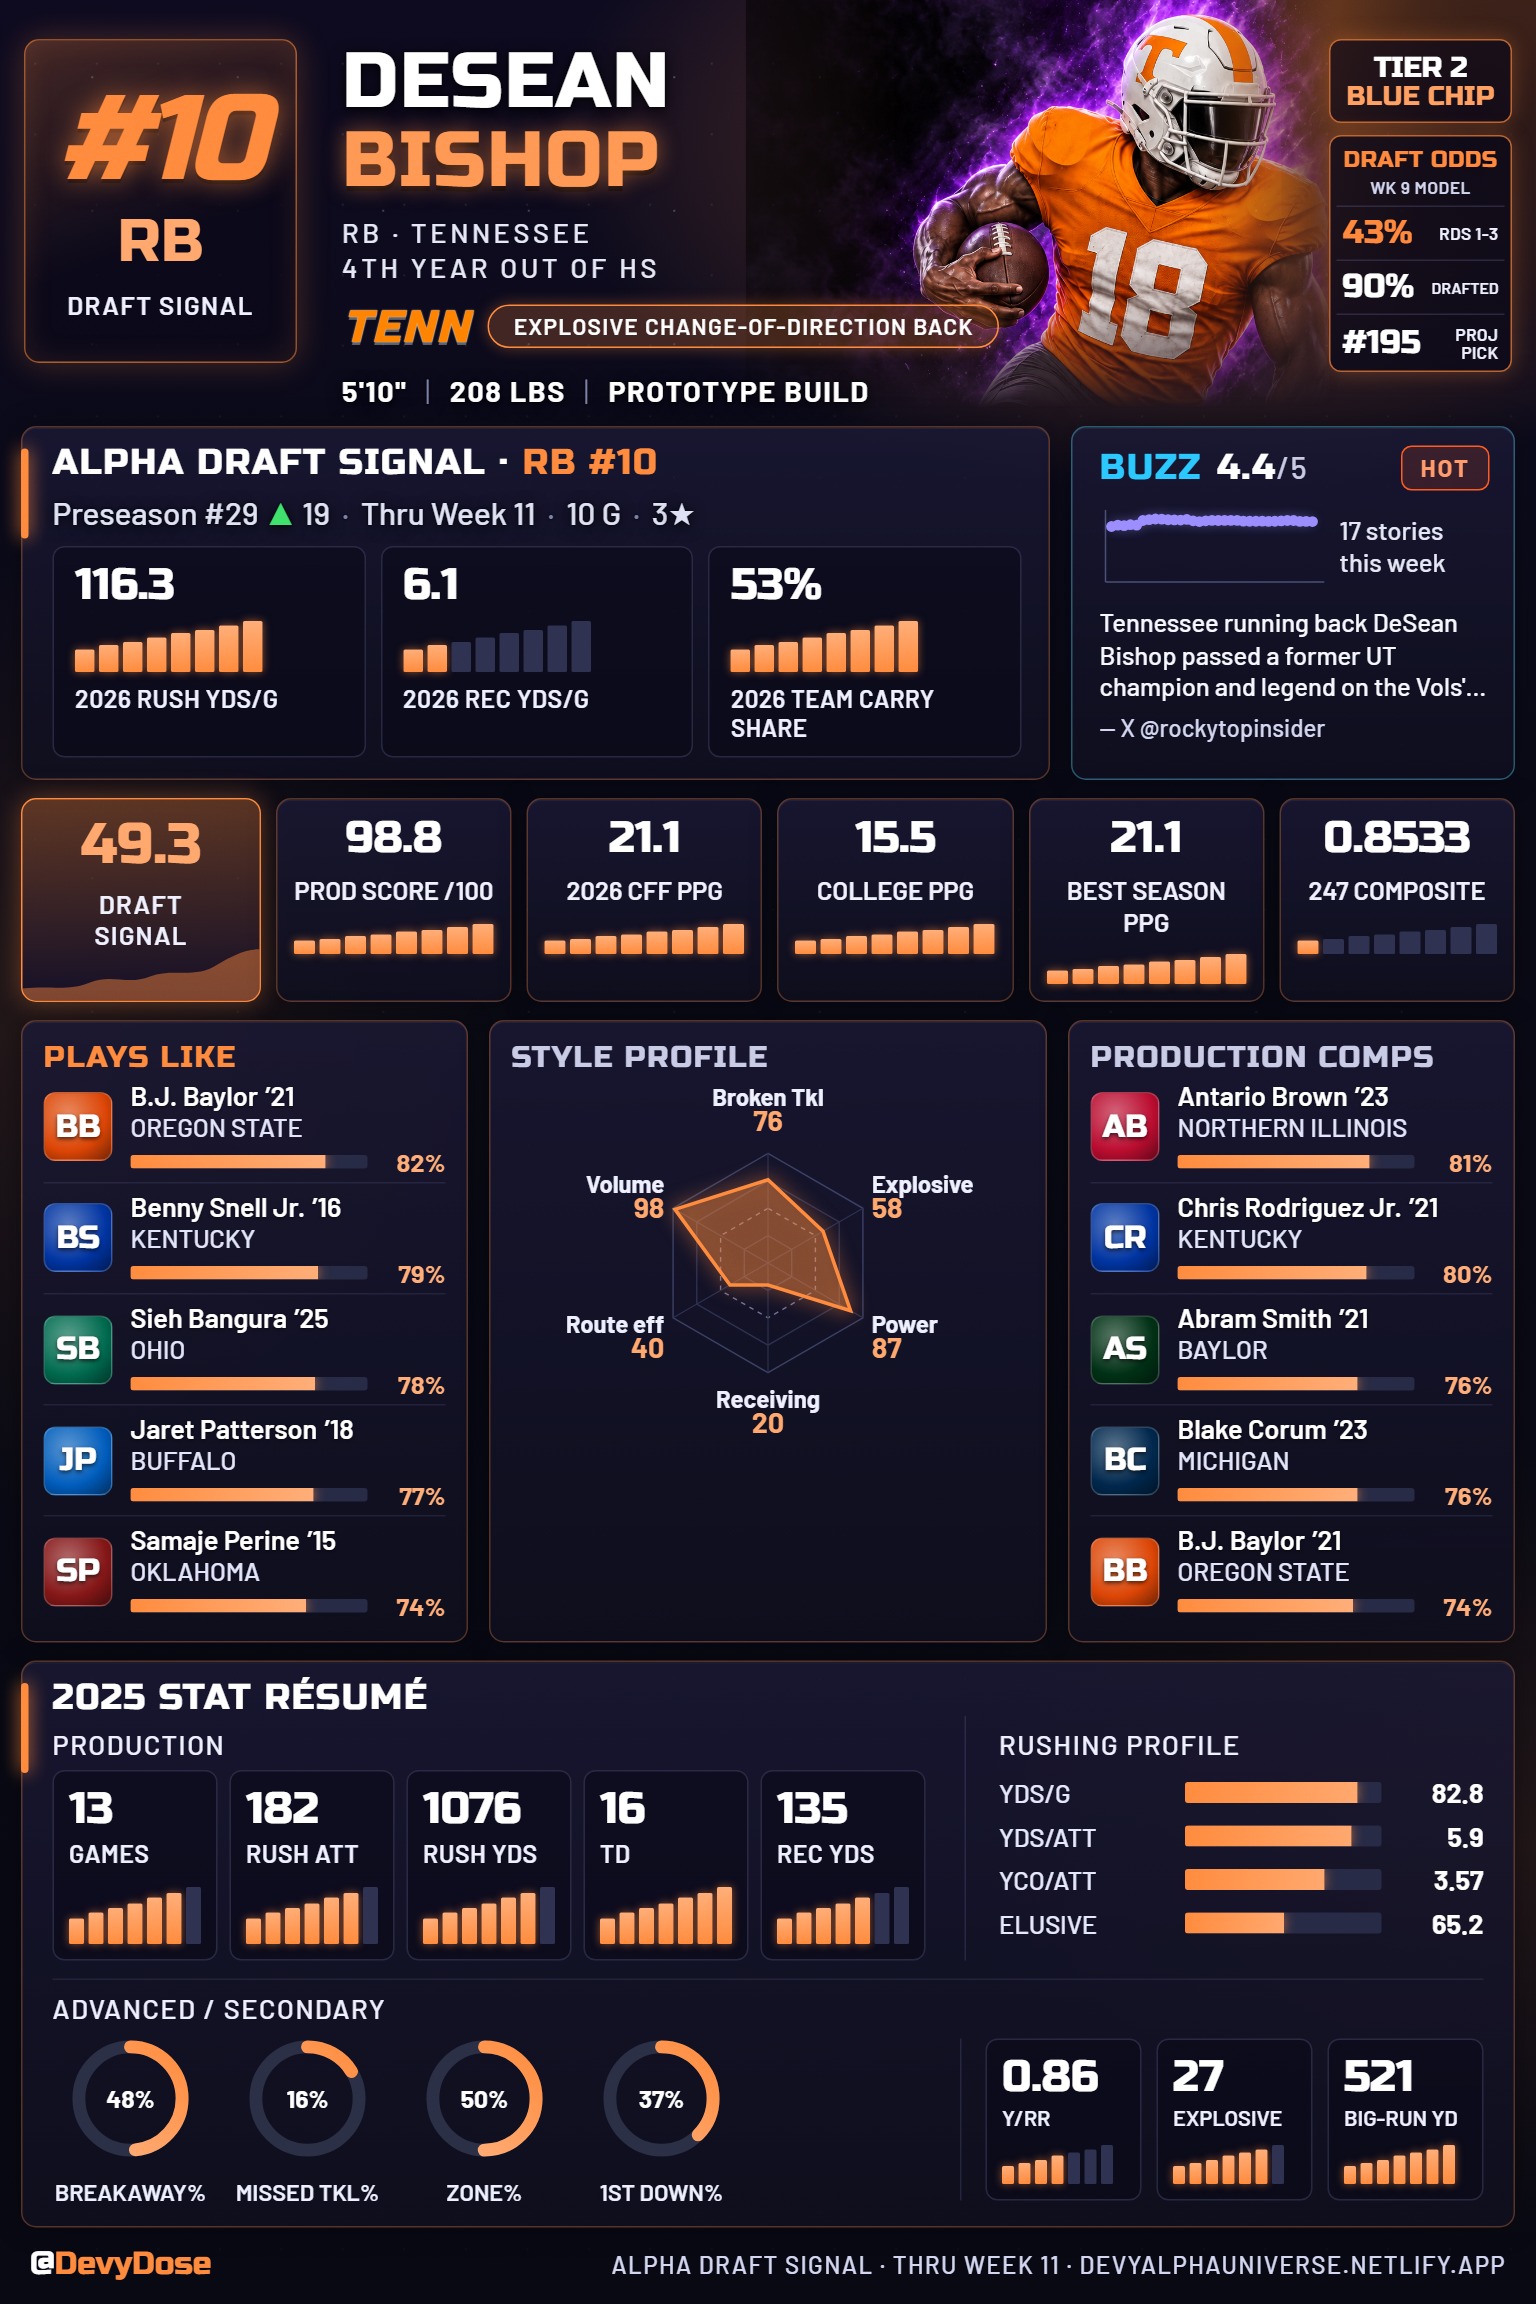 #10
RB
DRAFT SIGNAL
DESEAN
BISHOP
RB · TENNESSEE
4TH YEAR OUT OF HS
TENN
EXPLOSIVE CHANGE-OF-DIRECTION BACK
5'10" | 208 LBS | PROTOTYPE BUILD
T
18
TIER 2
BLUE CHIP
DRAFT ODDS
WK 9 MODEL
43% RDS 1-3
90% DRAFTED
#195 PROJ PICK
ALPHA DRAFT SIGNAL · RB #10
Preseason #29 ▲ 19 · Thru Week 11 · 10 G · 3★
116.3
2026 RUSH YDS/G
6.1
2026 REC YDS/G
53%
2026 TEAM CARRY
SHARE
BUZZ 4.4/5
HOT
17 stories
this week
Tennessee running back DeSean
Bishop passed a former UT
champion and legend on the Vols'...
— X @rockytopinsider
49.3
DRAFT
SIGNAL
98.8
PROD SCORE /100
21.1
2026 CFF PPG
15.5
COLLEGE PPG
21.1
BEST SEASON
PPG
0.8533
247 COMPOSITE
PLAYS LIKE
BB
B.J. Baylor '21
OREGON STATE
82%
BS
Benny Snell Jr. '16
KENTUCKY
79%
SB
Sieh Bangura '25
OHIO
78%
JP
Jaret Patterson '18
BUFFALO
77%
SP
Samaje Perine '15
OKLAHOMA
74%
STYLE PROFILE
Broken Tkl
76
Volume
98
Explosive
58
Route eff
40
Power
87
Receiving
20
PRODUCTION COMPS
AB
Antario Brown '23
NORTHERN ILLINOIS
81%
CR
Chris Rodriguez Jr. '21
KENTUCKY
80%
AS
Abram Smith '21
BAYLOR
76%
BC
Blake Corum '23
MICHIGAN
76%
BB
B.J. Baylor '21
OREGON STATE
74%
2025 STAT RÉSUMÉ
PRODUCTION
13
GAMES
182
RUSH ATT
1076
RUSH YDS
16
TD
135
REC YDS
RUSHING PROFILE
YDS/G 82.8
YDS/ATT 5.9
YCO/ATT 3.57
ELUSIVE 65.2
ADVANCED / SECONDARY
48%
BREAKAWAY%
16%
MISSED TKL%
50%
ZONE%
37%
1ST DOWN%
0.86
Y/RR
27
EXPLOSIVE
521
BIG-RUN YD
@DevyDose
ALPHA DRAFT SIGNAL · THRU WEEK 11 · DEVYALPHAUNIVERSE.NETLIFY.APP